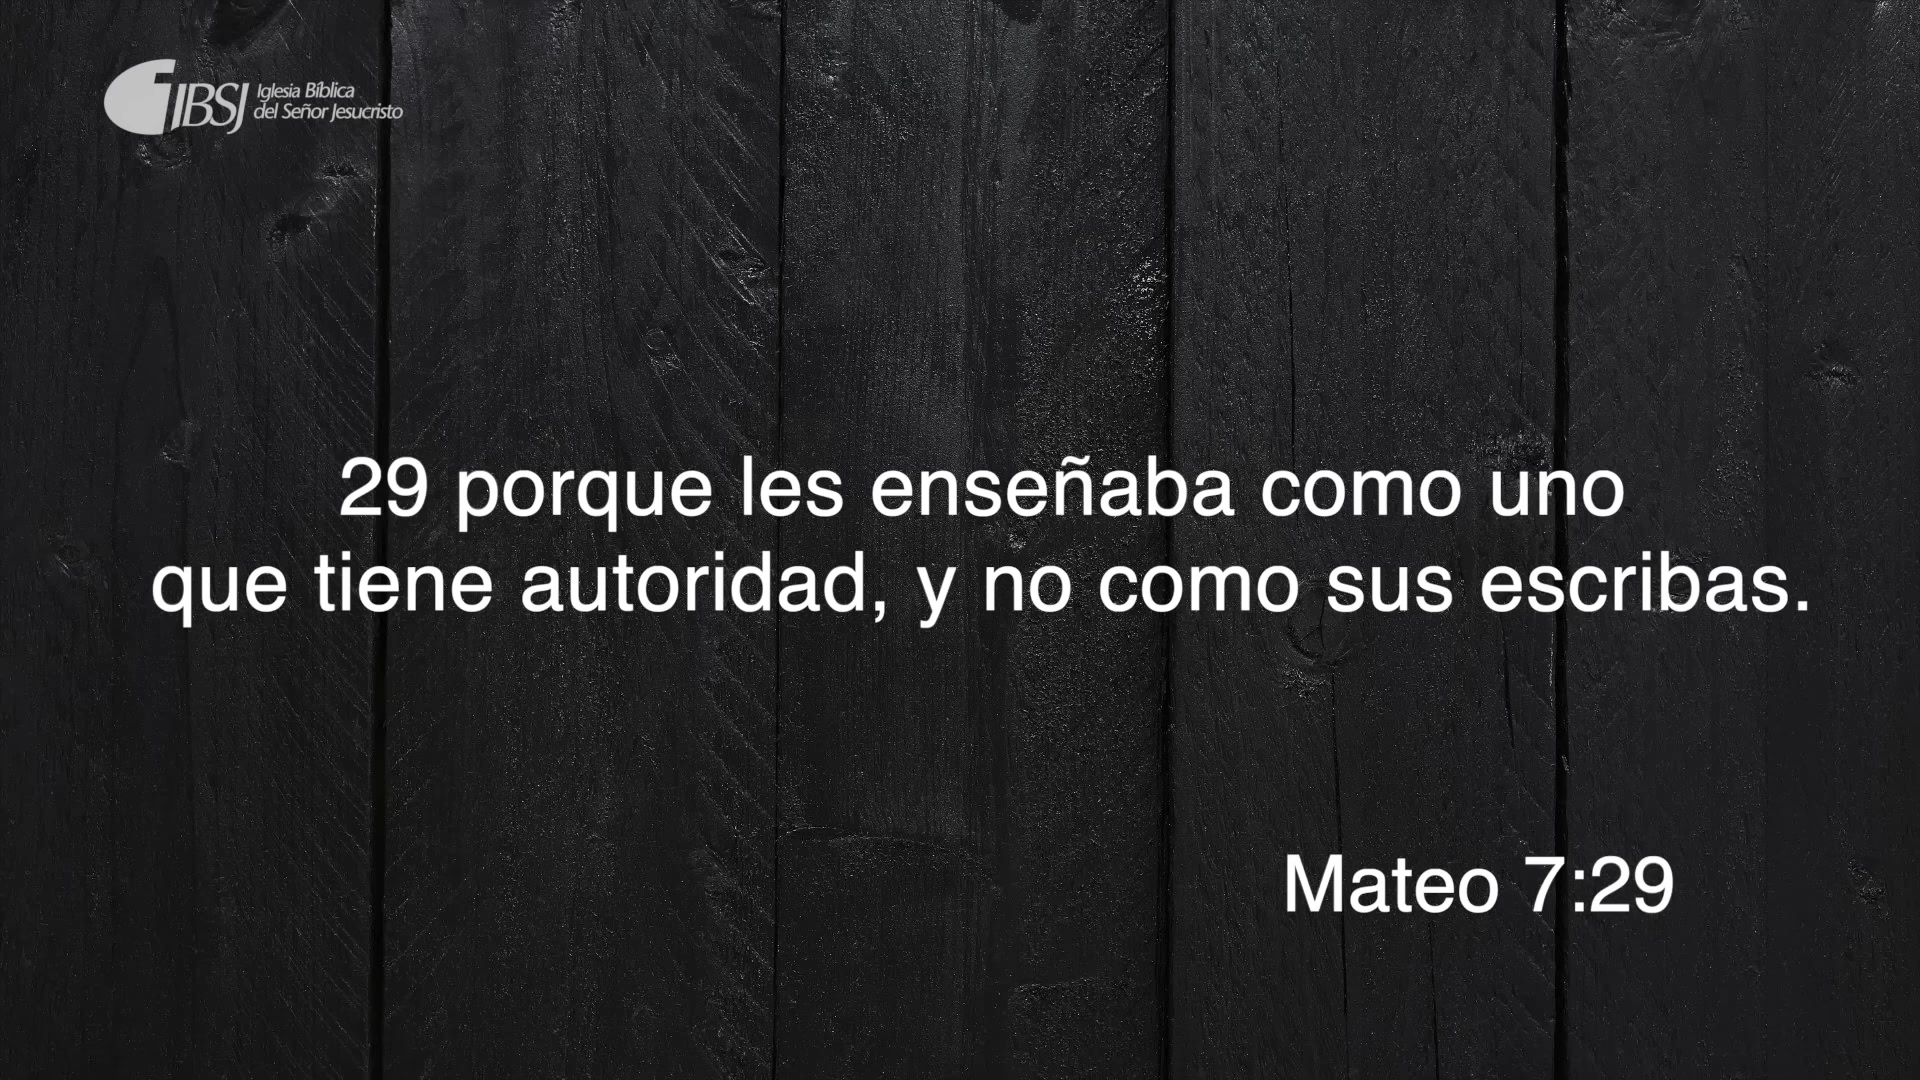 IBSJ
Iglesia Bíblica
del Señor Jesucristo
29 porque les enseñaba como uno
que tiene autoridad, y no como sus escribas.
Mateo 7:29